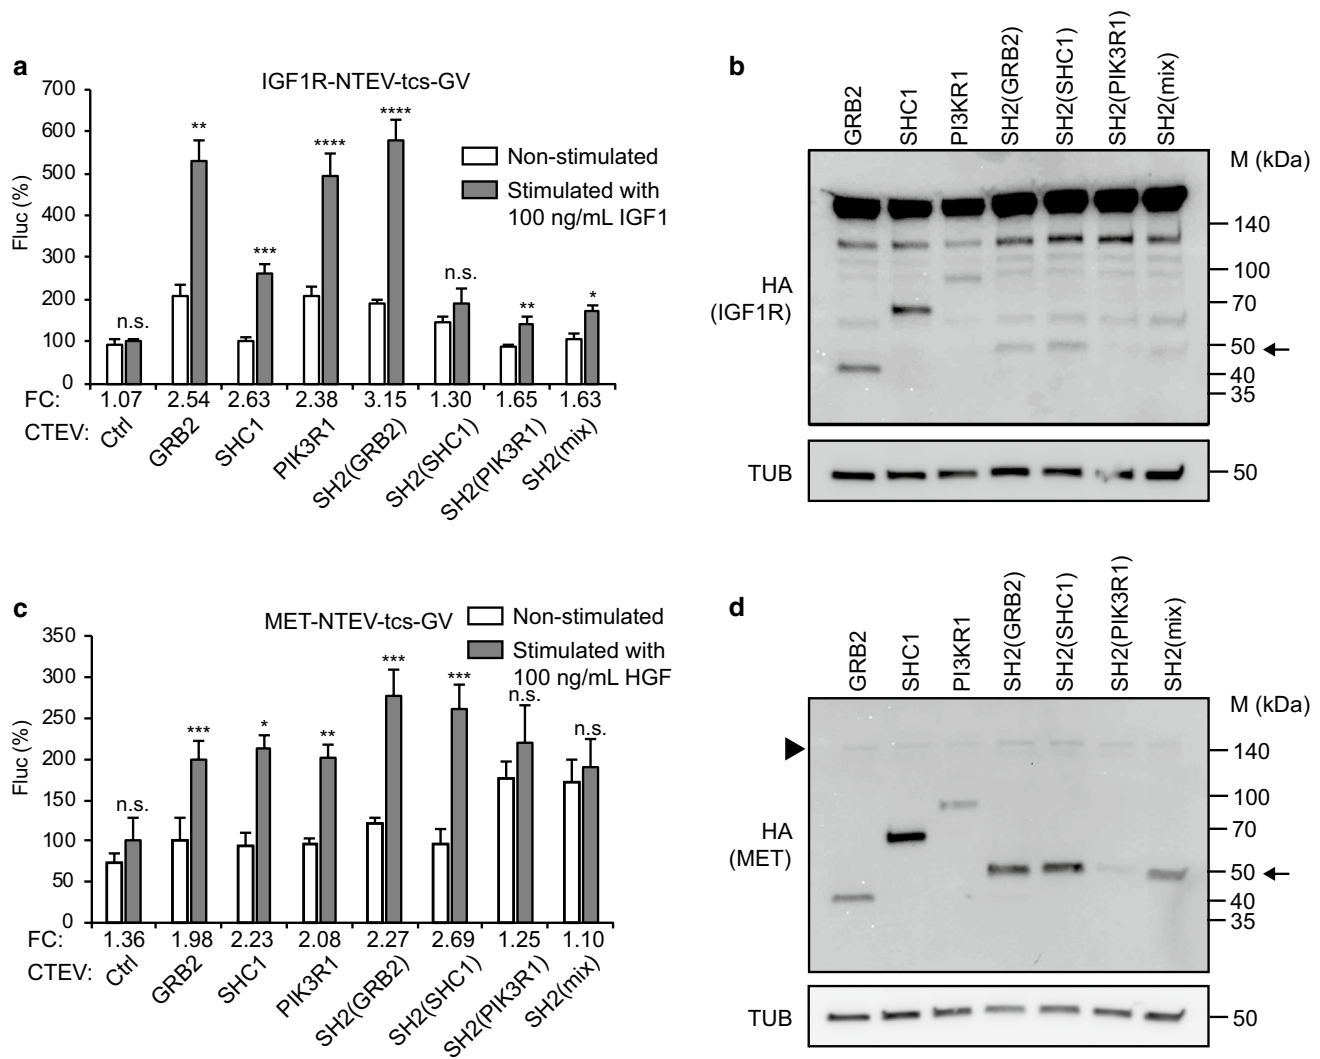 a
IGF1R-NTEV-tcs-GV
Fluc (%)
700
600
500
400
300
200
100
0
n.s.
**
***
****
****
n.s.
**
*
Non-stimulated
Stimulated with
100 ng/mL IGF1
FC: 1.07 2.54 2.63 2.38 3.15 1.30 1.65 1.63
CTEV: Ctrl GRB2 SHC1 PIK3R1 SH2(GRB2) SH2(SHC1) SH2(PIK3R1) SH2(mix)
b
GRB2 SHC1 PI3KR1 SH2(GRB2) SH2(SHC1) SH2(PIK3R1) SH2(mix)
M (kDa)
HA
(IGF1R)
140
100
70
50
40
35
TUB
50
c
MET-NTEV-tcs-GV
Fluc (%)
350
300
250
200
150
100
50
0
n.s.
***
*
**
***
***
n.s.
n.s.
Non-stimulated
Stimulated with
100 ng/mL HGF
FC: 1.36 1.98 2.23 2.08 2.27 2.69 1.25 1.10
CTEV: Ctrl GRB2 SHC1 PIK3R1 SH2(GRB2) SH2(SHC1) SH2(PIK3R1) SH2(mix)
d
GRB2 SHC1 PI3KR1 SH2(GRB2) SH2(SHC1) SH2(PIK3R1) SH2(mix)
M (kDa)
HA
(MET)
140
100
70
50
40
35
TUB
50